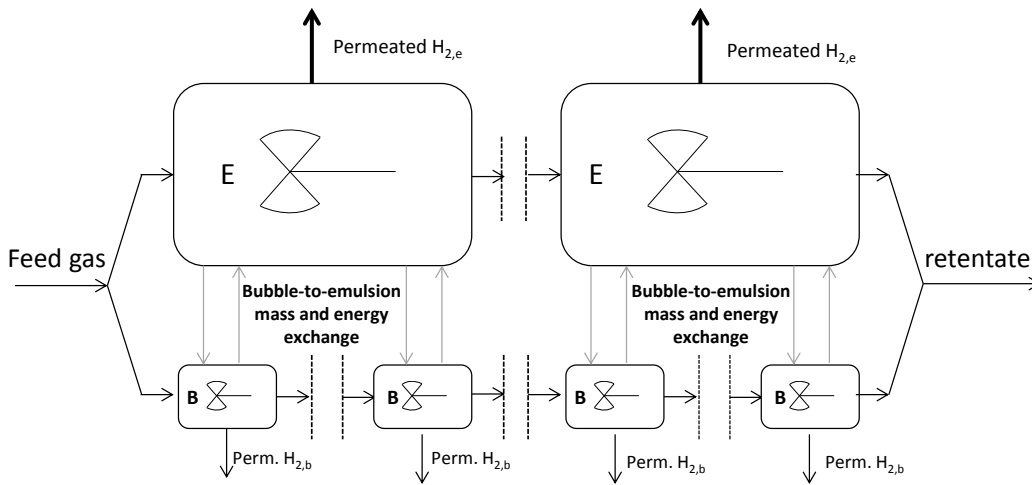 Permeated H2,e
Permeated H2,e
E
E
Feed gas
retentate
Bubble-to-emulsion
mass and energy
exchange
Bubble-to-emulsion
mass and energy
exchange
B
B
B
B
Perm. H2,b
Perm. H2,b
Perm. H2,b
Perm. H2,b